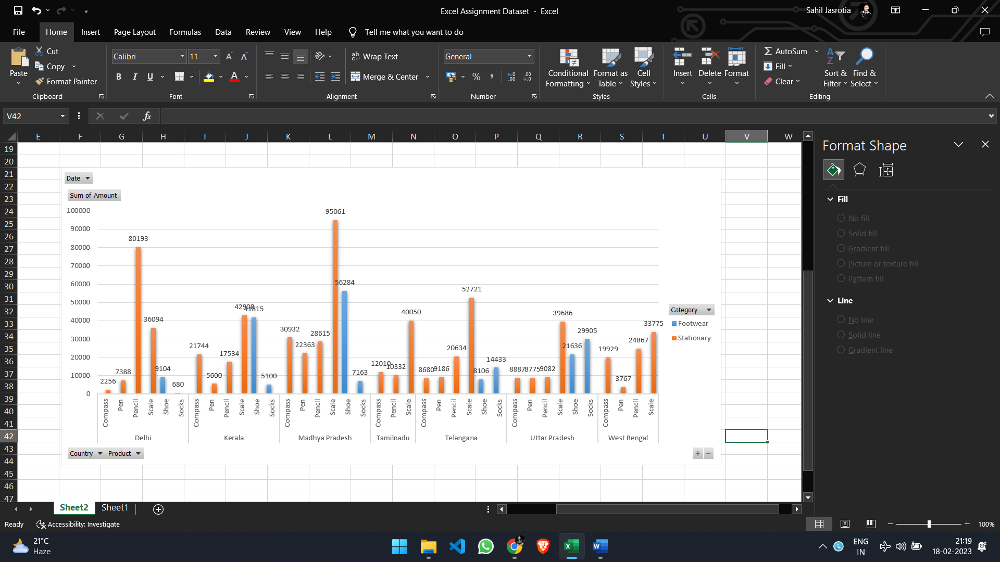 Excel Assignment Dataset - Excel
Sahil Jasrotia
File Home Insert Page Layout Formulas Data Review View Help Tell me what you want to do
Paste
Cut
Copy
Format Painter
Clipboard
Calibri 11
B I U
Font
Wrap Text
Merge & Center
Alignment
General
% ,
Number
Conditional Formatting
Format as Table
Cell Styles
Styles
Insert Delete Format
Cells
AutoSum
Fill
Clear
Sort & Filter
Find & Select
Editing
V42 fx
E F G H I J K L M N O P Q R S T U V W
19
20
21
22
23
24
25
26
27
28
29
30
31
32
33
34
35
36
37
38
39
40
41
42
43
44
45
46
47
Date
Sum of Amount
100000
90000
80000
70000
60000
50000
40000
30000
20000
10000
0
2256 7388 80193 36094 9104 680
21744 5600 17534 42908 41815 5100
30932 22363 28615 95061 56284 7163
12010 10332 40050
8680 9186 20634 52721 8106 14433
8887 8775 9082 39686 21636 29905
19929 3767 24867 33775
Compass Pen Pencil Scale Shoe Socks
Compass Pen Pencil Scale Shoe Socks
Compass Pen Pencil Scale Shoe Socks
Compass Pencil Scale
Compass Pen Pencil Scale Shoe Socks
Compass Pen Pencil Scale Shoe Socks
Compass Pen Pencil Scale
Delhi Kerala Madhya Pradesh Tamilnadu Telangana Uttar Pradesh West Bengal
Category
Footwear
Stationary
Country Product
+ −
Format Shape
Fill
No fill
Solid fill
Gradient fill
Picture or texture fill
Pattern fill
Line
No line
Solid line
Gradient line
Sheet2 Sheet1
Ready Accessibility: Investigate
100%
21°C
Haze
ENG
IN
21:19
18-02-2023